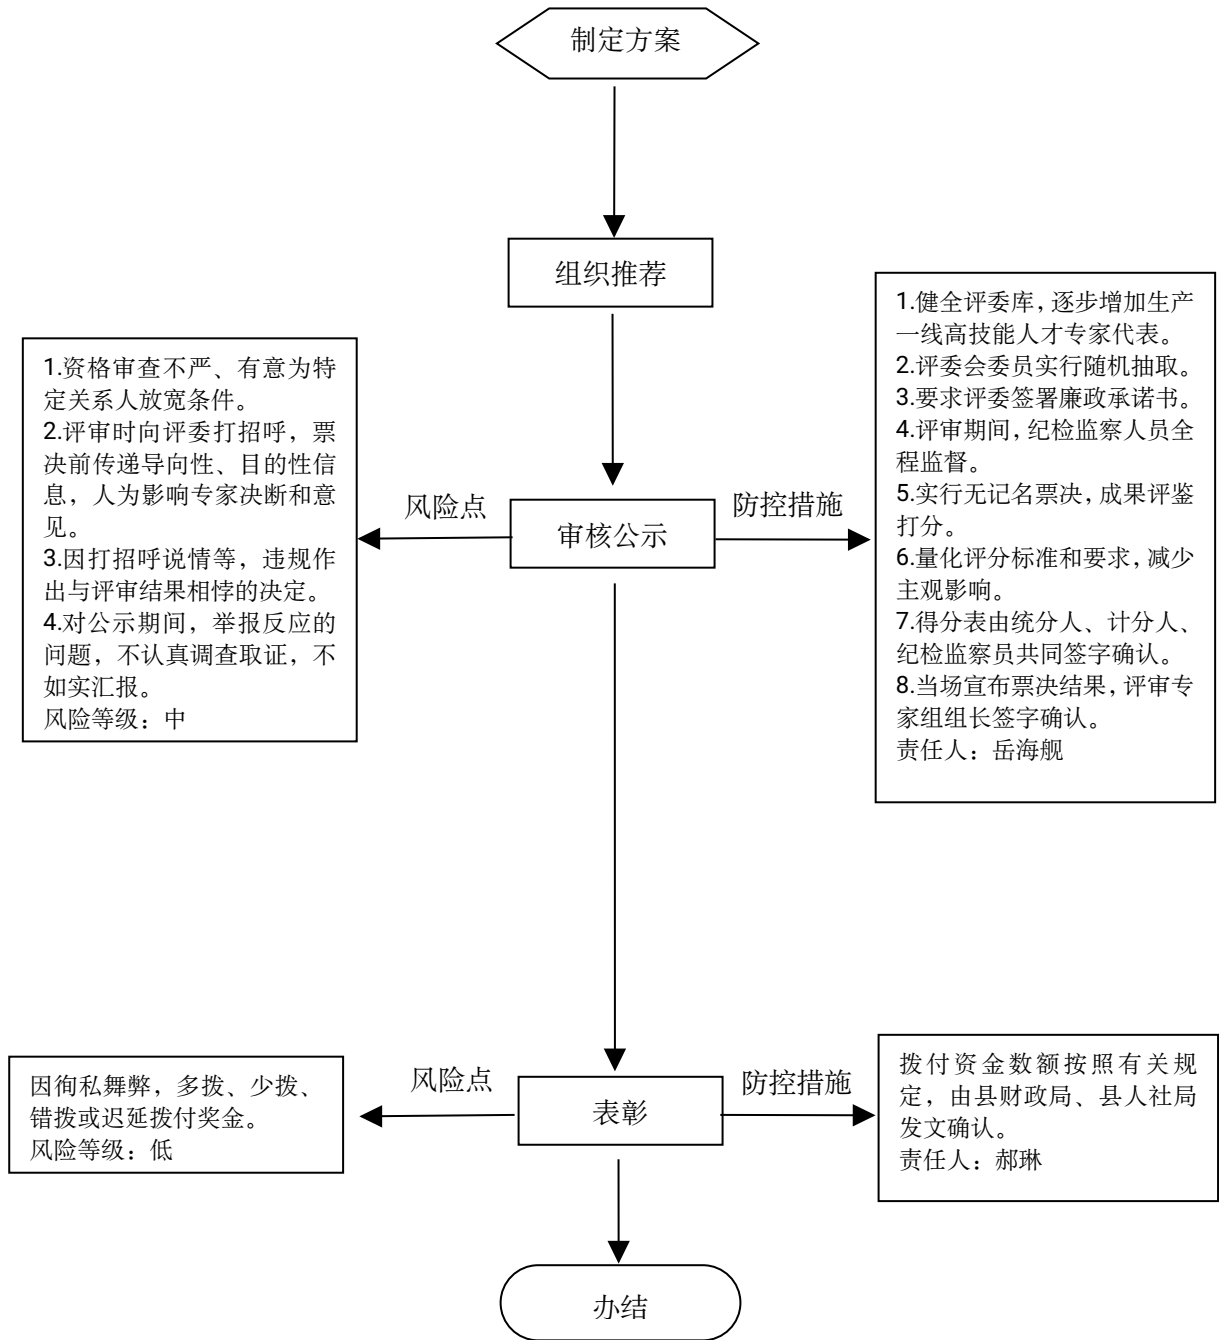 制定方案
组织推荐
1.资格审查不严、有意为特
定关系人放宽条件。
2.评审时向评委打招呼，票
决前传递导向性、目的性信
息，人为影响专家决断和意
见。
3.因打招呼说情等，违规作
出与评审结果相悖的决定。
4.对公示期间，举报反应的
问题，不认真调查取证，不
如实汇报。
风险等级：中
风险点
审核公示
防控措施
1.健全评委库，逐步增加生产
一线高技能人才专家代表。
2.评委会委员实行随机抽取。
3.要求评委签署廉政承诺书。
4.评审期间，纪检监察人员全
程监督。
5.实行无记名票决，成果评鉴
打分。
6.量化评分标准和要求，减少
主观影响。
7.得分表由统分人、计分人、
纪检监察员共同签字确认。
8.当场宣布票决结果，评审专
家组组长签字确认。
责任人：岳海舰
因徇私舞弊，多拨、少拨、
错拨或迟延拨付奖金。
风险等级：低
风险点
表彰
防控措施
拨付资金数额按照有关规
定，由县财政局、县人社局
发文确认。
责任人：郝琳
办结